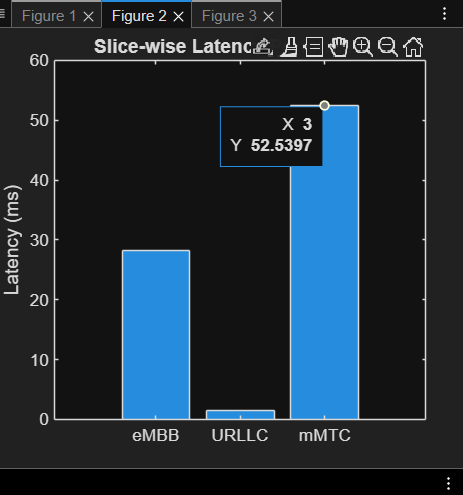 Figure 1 × Figure 2 × Figure 3 ×
Slice-wise Latenc
60
50
40
30
20
10
0
Latency (ms)
X 3
Y 52.5397
eMBB URLLC mMTC